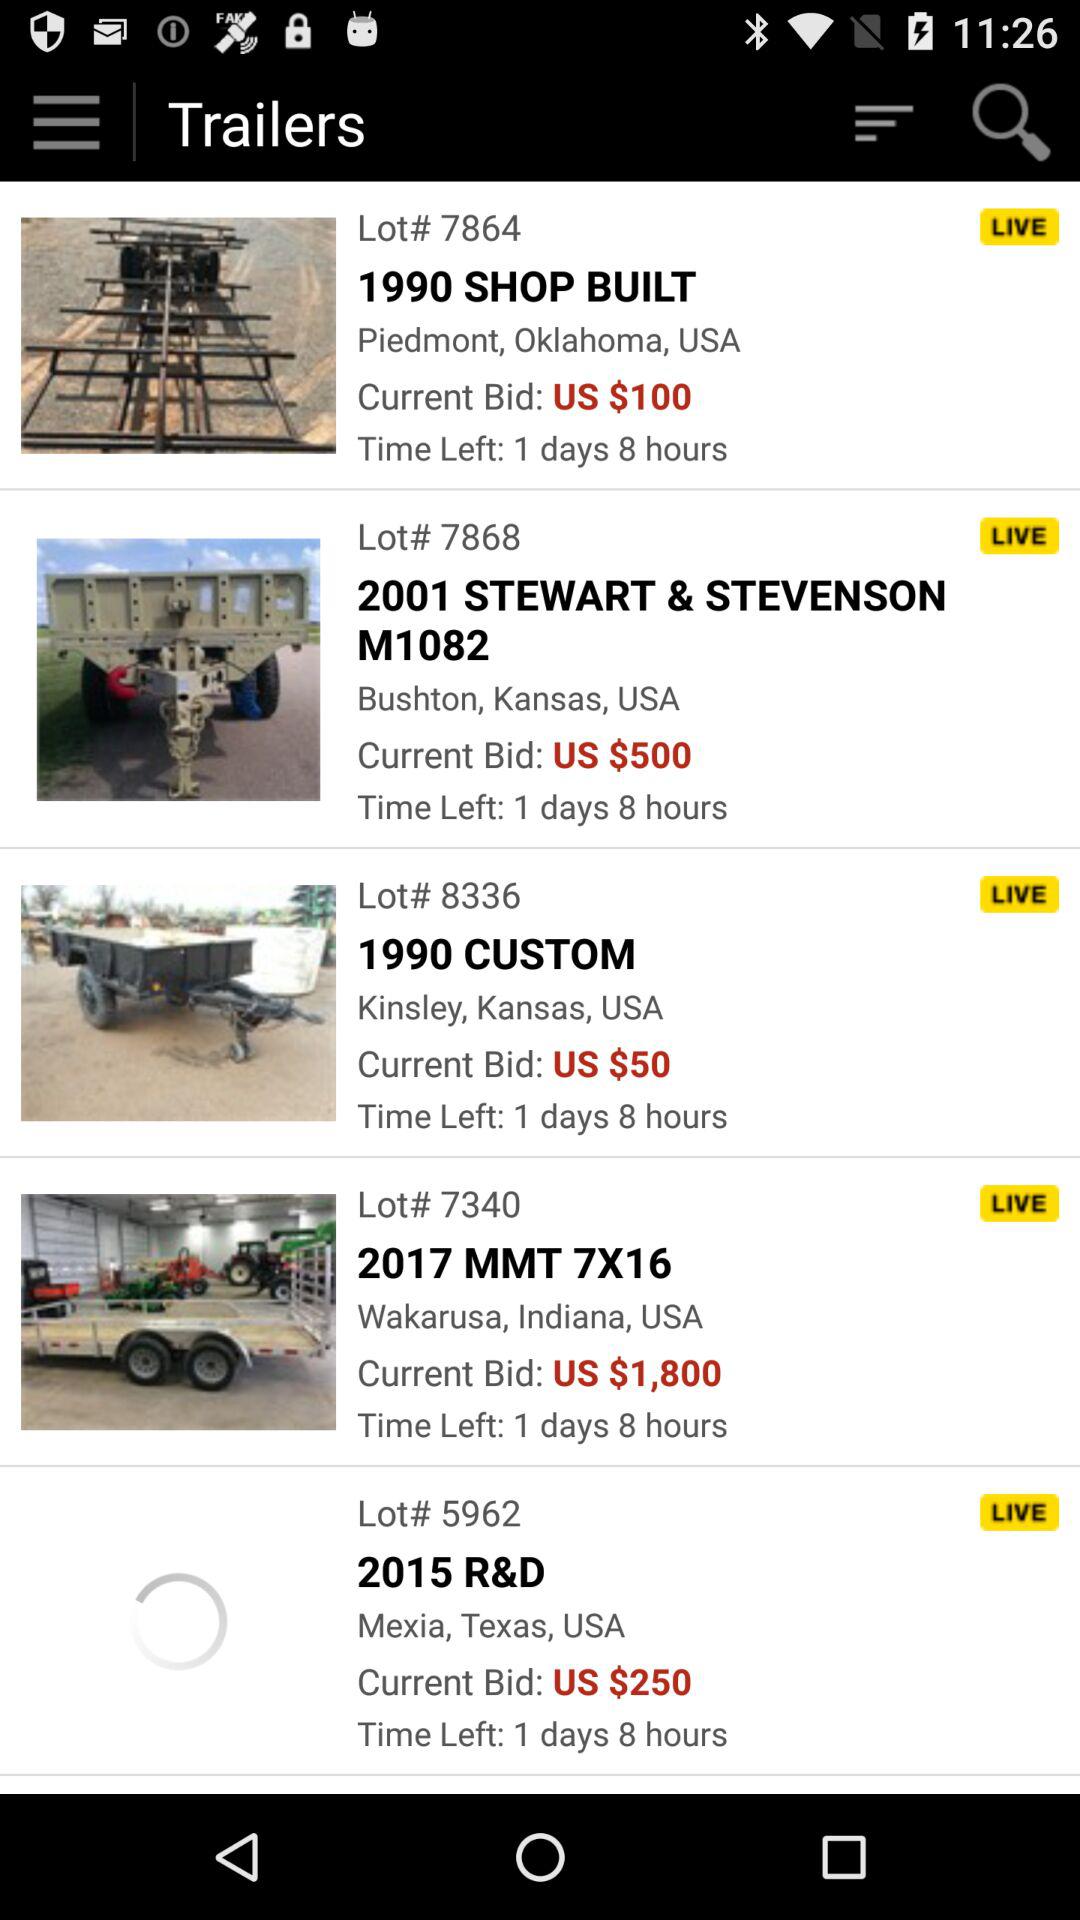 FAKE
11:26
Trailers
Lot# 7864
LIVE
1990 SHOP BUILT
Piedmont, Oklahoma, USA
Current Bid: US $100
Time Left: 1 days 8 hours
Lot# 7868
LIVE
2001 STEWART & STEVENSON
M1082
Bushton, Kansas, USA
Current Bid: US $500
Time Left: 1 days 8 hours
Lot# 8336
LIVE
1990 CUSTOM
Kinsley, Kansas, USA
Current Bid: US $50
Time Left: 1 days 8 hours
Lot# 7340
LIVE
2017 MMT 7X16
Wakarusa, Indiana, USA
Current Bid: US $1,800
Time Left: 1 days 8 hours
Lot# 5962
LIVE
2015 R&D
Mexia, Texas, USA
Current Bid: US $250
Time Left: 1 days 8 hours